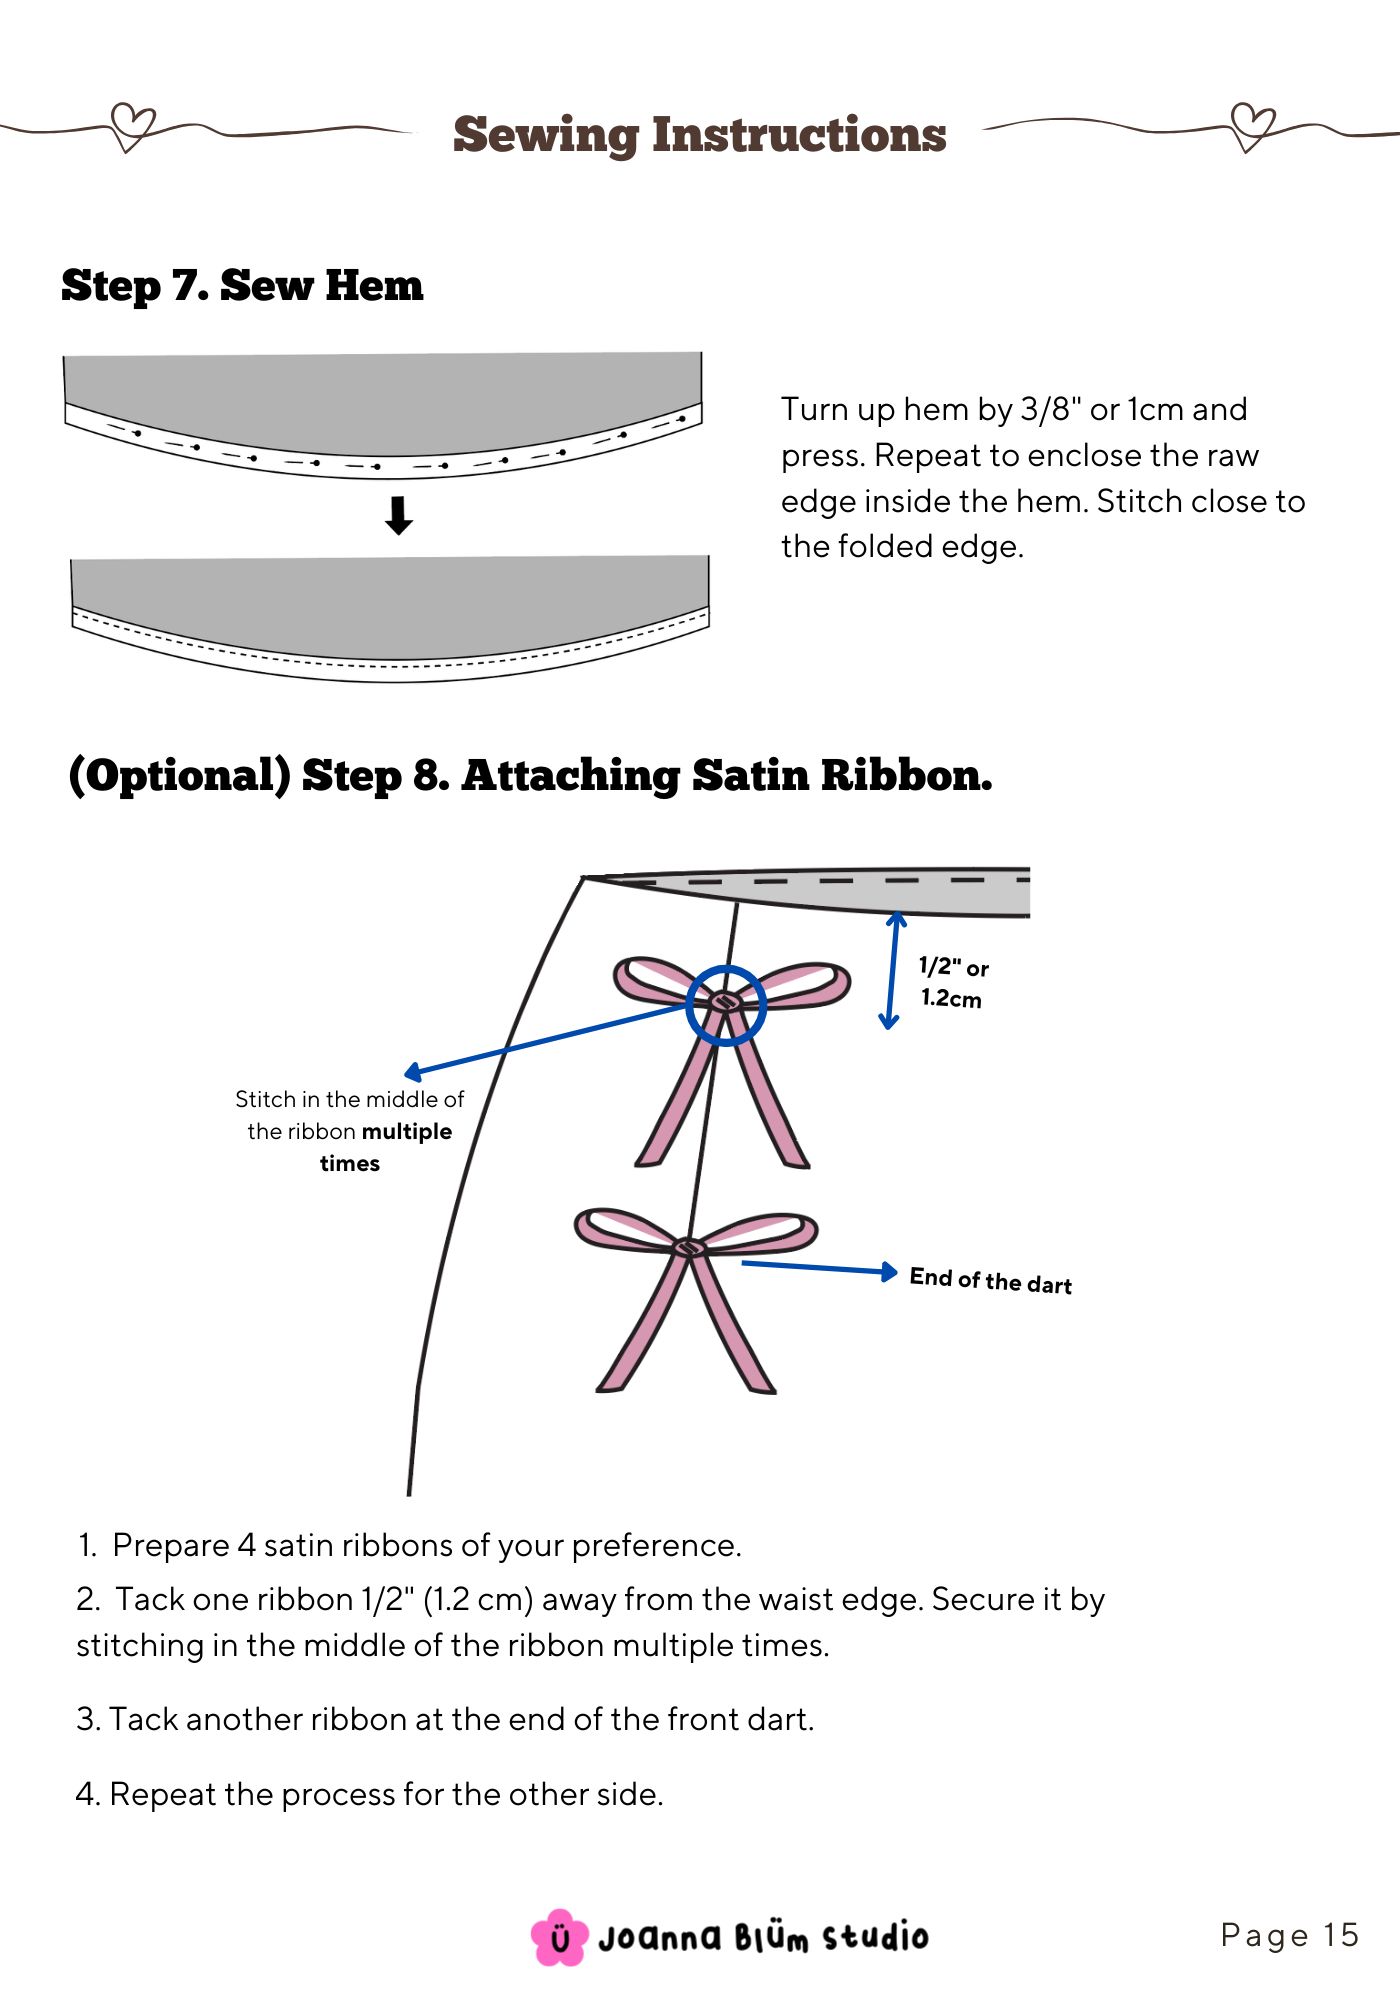 Sewing Instructions
Step 7. Sew Hem
Turn up hem by 3/8" or 1cm and
press. Repeat to enclose the raw
edge inside the hem. Stitch close to
the folded edge.
(Optional) Step 8. Attaching Satin Ribbon.
1/2" or
1.2cm
Stitch in the middle of
the ribbon multiple
times
End of the dart
1. Prepare 4 satin ribbons of your preference.
2. Tack one ribbon 1/2" (1.2 cm) away from the waist edge. Secure it by
stitching in the middle of the ribbon multiple times.
3. Tack another ribbon at the end of the front dart.
4. Repeat the process for the other side.
Ü Joanna Blüm Studio
Page 15